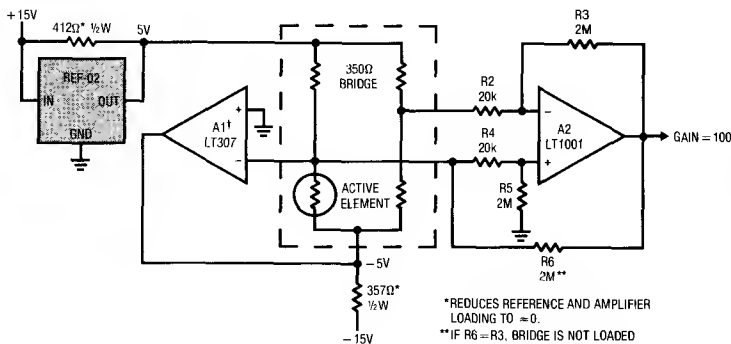 +15V
412Ω* ½W
5V
REF-02
IN
OUT
GND
A1†
LT307
+
−
350Ω
BRIDGE
ACTIVE
ELEMENT
−5V
357Ω*
½W
−15V
R2
20k
R4
20k
R3
2M
−
+
A2
LT1001
GAIN = 100
R5
2M
R6
2M**
*REDUCES REFERENCE AND AMPLIFIER
LOADING TO ≈0.
**IF R6 = R3, BRIDGE IS NOT LOADED